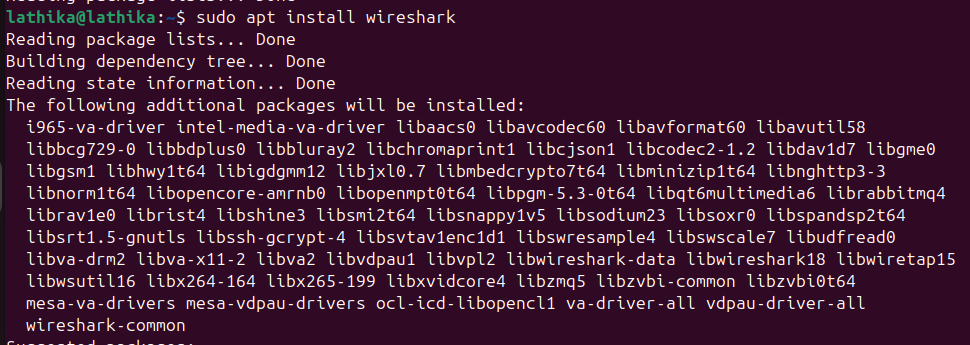 Reading package lists... Done
lathika@lathika:~$ sudo apt install wireshark
Reading package lists... Done
Building dependency tree... Done
Reading state information... Done
The following additional packages will be installed:
i965-va-driver intel-media-va-driver libaacs0 libavcodec60 libavformat60 libavutil58
libbcg729-0 libbdplus0 libbluray2 libchromaprint1 libcjson1 libcodec2-1.2 libdav1d7 libgme0
libgsm1 libhwy1t64 libigdgmm12 libjxl0.7 libmbedcrypto7t64 libminizip1t64 libnghttp3-3
libnorm1t64 libopencore-amrnb0 libopenmpt0t64 libpgm-5.3-0t64 libqt6multimedia6 librabbitmq4
librav1e0 librist4 libshine3 libsmi2t64 libsnappy1v5 libsodium23 libsoxr0 libspandsp2t64
libsrt1.5-gnutls libssh-gcrypt-4 libsvtav1enc1d1 libswresample4 libswscale7 libudfread0
libva-drm2 libva-x11-2 libva2 libvdpau1 libvpl2 libwireshark-data libwireshark18 libwiretap15
libwsutil16 libx264-164 libx265-199 libxvidcore4 libzmq5 libzvbi-common libzvbi0t64
mesa-va-drivers mesa-vdpau-drivers ocl-icd-libopencl1 va-driver-all vdpau-driver-all
wireshark-common
Suggested packages: